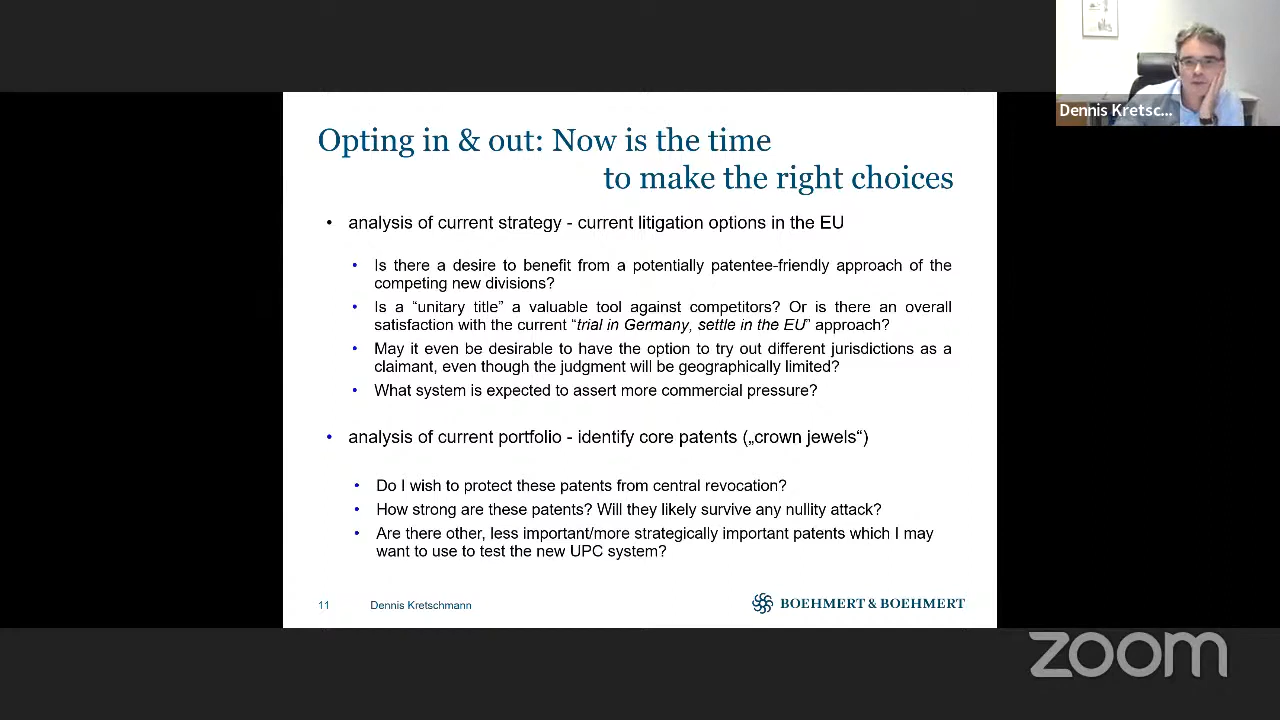 Dennis Kretsc...
Opting in & out: Now is the time
to make the right choices
• analysis of current strategy - current litigation options in the EU
• Is there a desire to benefit from a potentially patentee-friendly approach of the
competing new divisions?
• Is a “unitary title” a valuable tool against competitors? Or is there an overall
satisfaction with the current “trial in Germany, settle in the EU” approach?
• May it even be desirable to have the option to try out different jurisdictions as a
claimant, even though the judgment will be geographically limited?
• What system is expected to assert more commercial pressure?
• analysis of current portfolio - identify core patents („crown jewels“)
• Do I wish to protect these patents from central revocation?
• How strong are these patents? Will they likely survive any nullity attack?
• Are there other, less important/more strategically important patents which I may
want to use to test the new UPC system?
11 Dennis Kretschmann
BOEHMERT & BOEHMERT
zoom